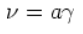 ν = aγ